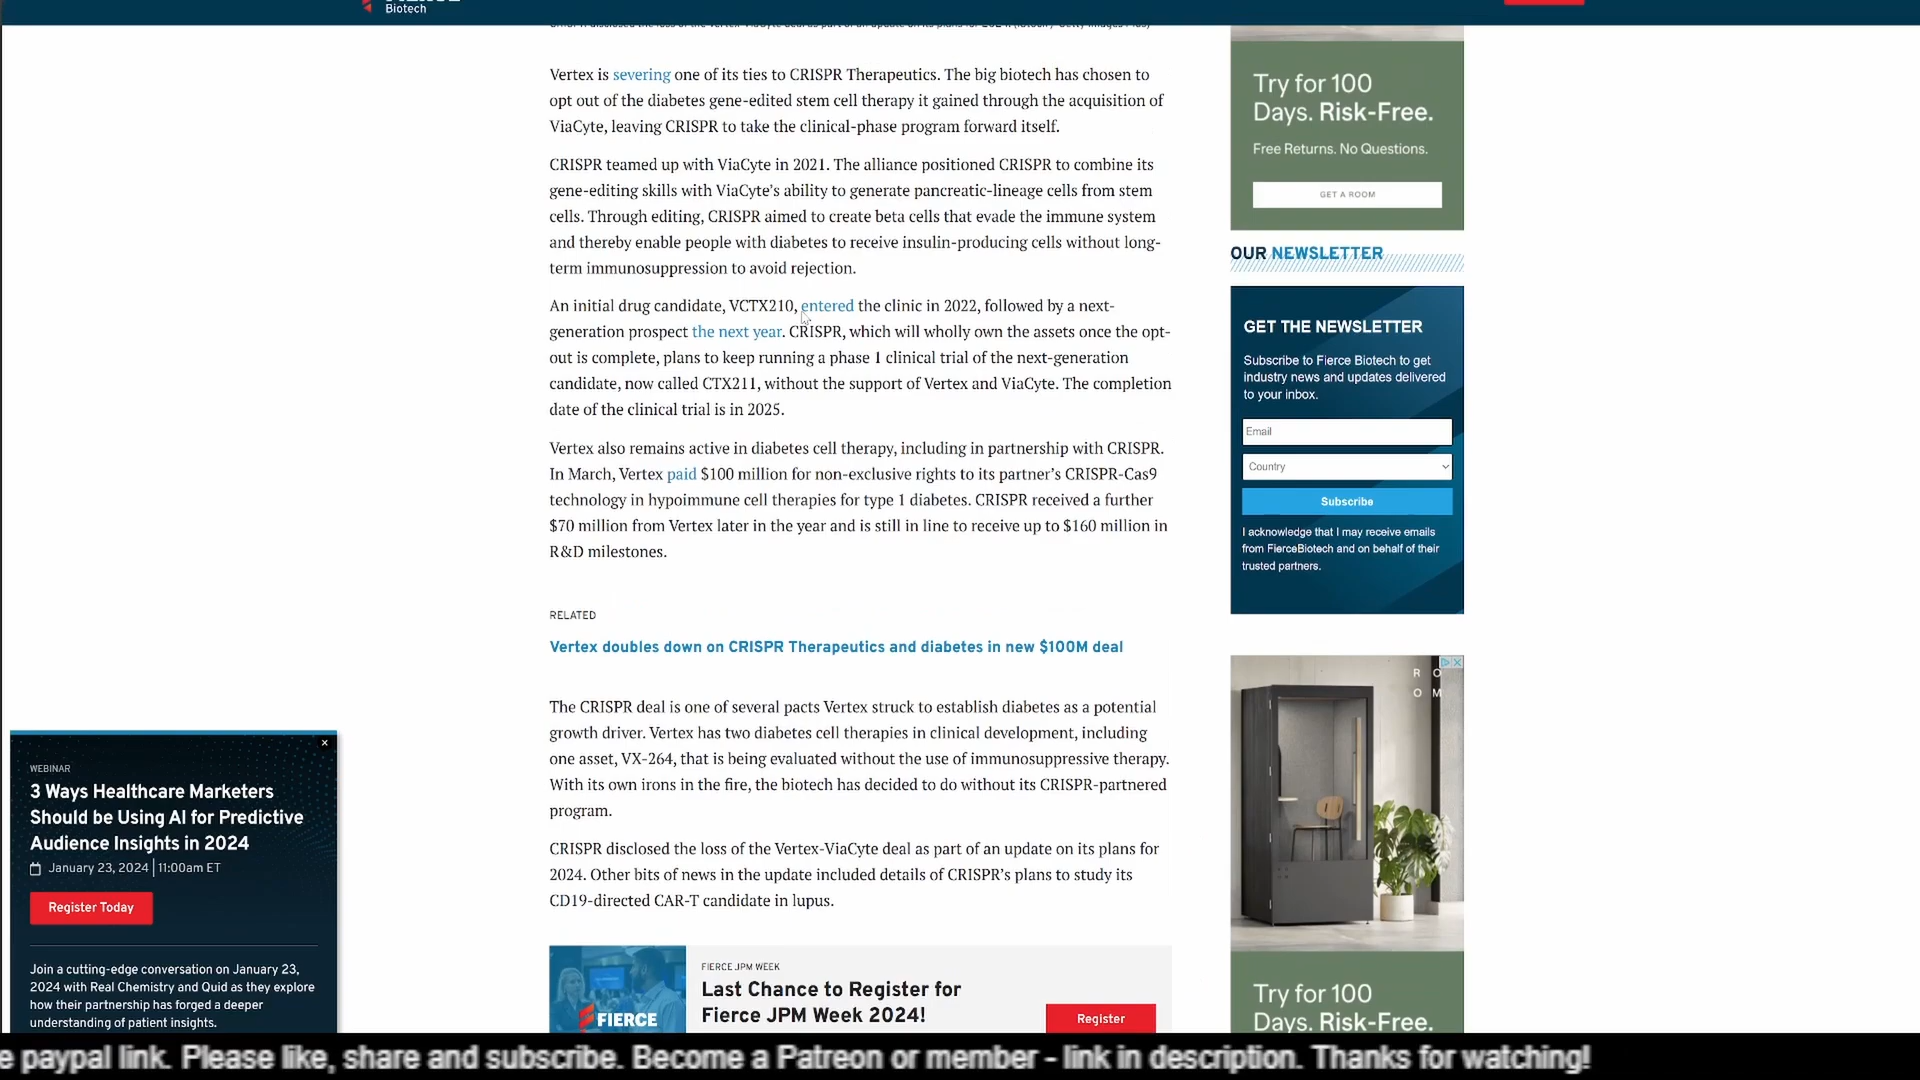 Biotech
Vertex is severing one of its ties to CRISPR Therapeutics. The big biotech has chosen to
opt out of the diabetes gene-edited stem cell therapy it gained through the acquisition of
ViaCyte, leaving CRISPR to take the clinical-phase program forward itself.
CRISPR teamed up with ViaCyte in 2021. The alliance positioned CRISPR to combine its
gene-editing skills with ViaCyte's ability to generate pancreatic-lineage cells from stem
cells. Through editing, CRISPR aimed to create beta cells that evade the immune system
and thereby enable people with diabetes to receive insulin-producing cells without long-
term immunosuppression to avoid rejection.
An initial drug candidate, VCTX210, entered the clinic in 2022, followed by a next-
generation prospect the next year. CRISPR, which will wholly own the assets once the opt-
out is complete, plans to keep running a phase 1 clinical trial of the next-generation
candidate, now called CTX211, without the support of Vertex and ViaCyte. The completion
date of the clinical trial is in 2025.
Vertex also remains active in diabetes cell therapy, including in partnership with CRISPR.
In March, Vertex paid $100 million for non-exclusive rights to its partner's CRISPR-Cas9
technology in hypoimmune cell therapies for type 1 diabetes. CRISPR received a further
$70 million from Vertex later in the year and is still in line to receive up to $160 million in
R&D milestones.
RELATED
Vertex doubles down on CRISPR Therapeutics and diabetes in new $100M deal
The CRISPR deal is one of several pacts Vertex struck to establish diabetes as a potential
growth driver. Vertex has two diabetes cell therapies in clinical development, including
one asset, VX-264, that is being evaluated without the use of immunosuppressive therapy.
With its own irons in the fire, the biotech has decided to do without its CRISPR-partnered
program.
CRISPR disclosed the loss of the Vertex-ViaCyte deal as part of an update on its plans for
2024. Other bits of news in the update included details of CRISPR's plans to study its
CD19-directed CAR-T candidate in lupus.
FIERCE
FIERCE JPM WEEK
Last Chance to Register for
Fierce JPM Week 2024!
Register
Try for 100
Days. Risk-Free.
Free Returns. No Questions.
GET A ROOM
OUR NEWSLETTER
GET THE NEWSLETTER
Subscribe to Fierce Biotech to get
industry news and updates delivered
to your inbox.
Email
Country
Subscribe
I acknowledge that I may receive emails
from FierceBiotech and on behalf of their
trusted partners.
R O
O M
Try for 100
Days. Risk-Free.
WEBINAR
3 Ways Healthcare Marketers
Should be Using AI for Predictive
Audience Insights in 2024
January 23, 2024 | 11:00am ET
Register Today
Join a cutting-edge conversation on January 23,
2024 with Real Chemistry and Quid as they explore
how their partnership has forged a deeper
understanding of patient insights.
e paypal link. Please like, share and subscribe. Become a Patreon or member - link in description. Thanks for watching!